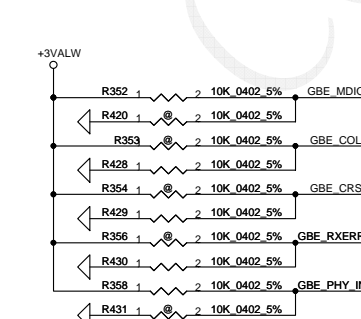 +3VALW
R352 1 2 10K_0402_5% GBE_MDIO
R420 1 @ 2 10K_0402_5%
R353 1 @ 2 10K_0402_5% GBE_COL
R428 1 2 10K_0402_5%
R354 1 @ 2 10K_0402_5% GBE_CRS
R429 1 2 10K_0402_5%
R356 1 @ 2 10K_0402_5% GBE_RXERR
R430 1 2 10K_0402_5%
R358 1 2 10K_0402_5% GBE_PHY_IN
R431 1 @ 2 10K_0402_5%